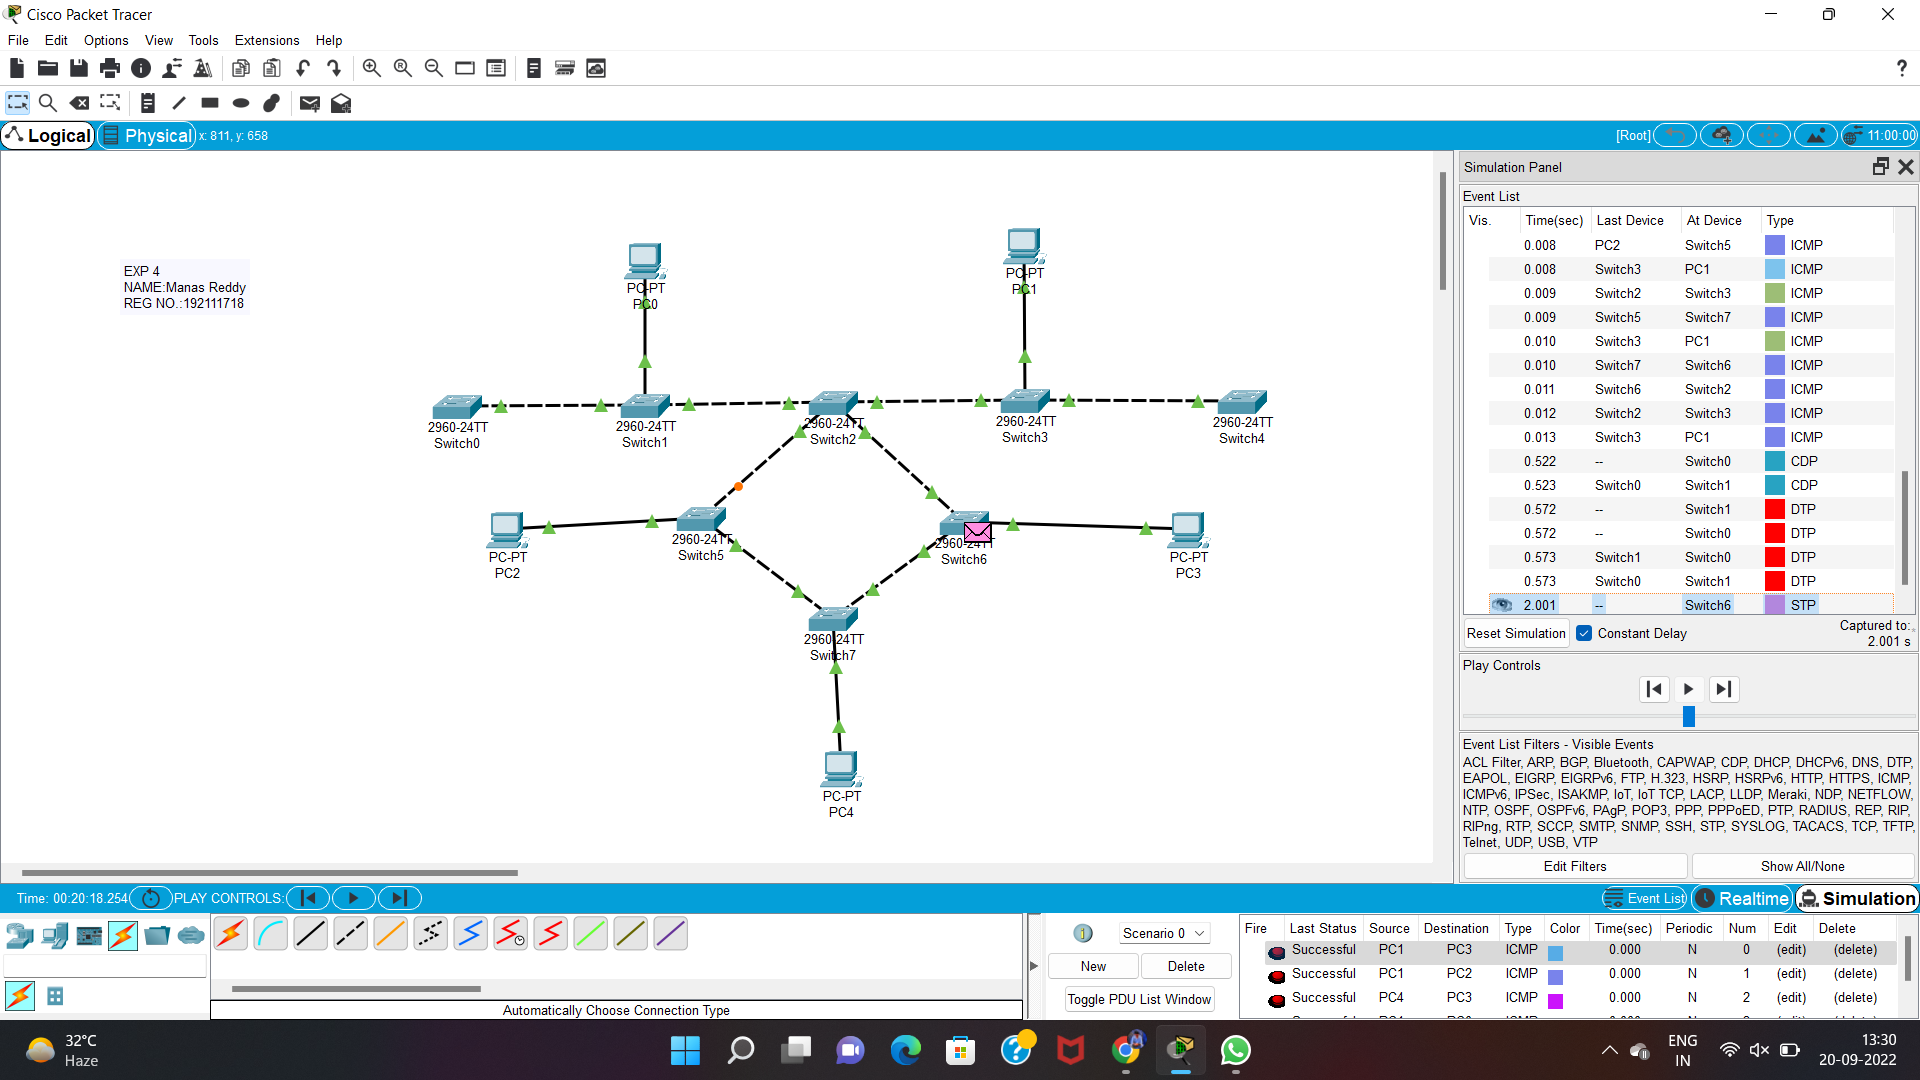 Cisco Packet Tracer
File Edit Options View Tools Extensions Help
Logical Physical x: 811, y: 658 [Root] 11:00:00
EXP 4
NAME:Manas Reddy
REG NO.:192111718
PC-PT
PC0
PC-PT
PC1
2960-24TT
Switch0
2960-24TT
Switch1
2960-24TT
Switch2
2960-24TT
Switch3
2960-24TT
Switch4
PC-PT
PC2
2960-24TT
Switch5
2960-24TT
Switch6
PC-PT
PC3
2960-24TT
Switch7
PC-PT
PC4
Simulation Panel
Event List
Vis. Time(sec) Last Device At Device Type
0.008 PC2 Switch5 ICMP
0.008 Switch3 PC1 ICMP
0.009 Switch2 Switch3 ICMP
0.009 Switch5 Switch7 ICMP
0.010 Switch3 PC1 ICMP
0.010 Switch7 Switch6 ICMP
0.011 Switch6 Switch2 ICMP
0.012 Switch2 Switch3 ICMP
0.013 Switch3 PC1 ICMP
0.522 -- Switch0 CDP
0.523 Switch0 Switch1 CDP
0.572 -- Switch1 DTP
0.572 -- Switch0 DTP
0.573 Switch1 Switch0 DTP
0.573 Switch0 Switch1 DTP
2.001 -- Switch6 STP
Reset Simulation Constant Delay Captured to:
2.001 s
Play Controls
Event List Filters - Visible Events
ACL Filter, ARP, BGP, Bluetooth, CAPWAP, CDP, DHCP, DHCPv6, DNS, DTP,
EAPOL, EIGRP, EIGRPv6, FTP, H.323, HSRP, HSRPv6, HTTP, HTTPS, ICMP,
ICMPv6, IPSec, ISAKMP, IoT, IoT TCP, LACP, LLDP, Meraki, NDP, NETFLOW,
NTP, OSPF, OSPFv6, PAgP, POP3, PPP, PPPoED, PTP, RADIUS, REP, RIP,
RIPng, RTP, SCCP, SMTP, SNMP, SSH, STP, SYSLOG, TACACS, TCP, TFTP,
Telnet, UDP, USB, VTP
Edit Filters Show All/None
Time: 00:20:18.254 PLAY CONTROLS: Event List Realtime Simulation
Automatically Choose Connection Type
Scenario 0
New Delete
Toggle PDU List Window
Fire Last Status Source Destination Type Color Time(sec) Periodic Num Edit Delete
Successful PC1 PC3 ICMP 0.000 N 0 (edit) (delete)
Successful PC1 PC2 ICMP 0.000 N 1 (edit) (delete)
Successful PC4 PC3 ICMP 0.000 N 2 (edit) (delete)
32°C
Haze
ENG
IN
13:30
20-09-2022